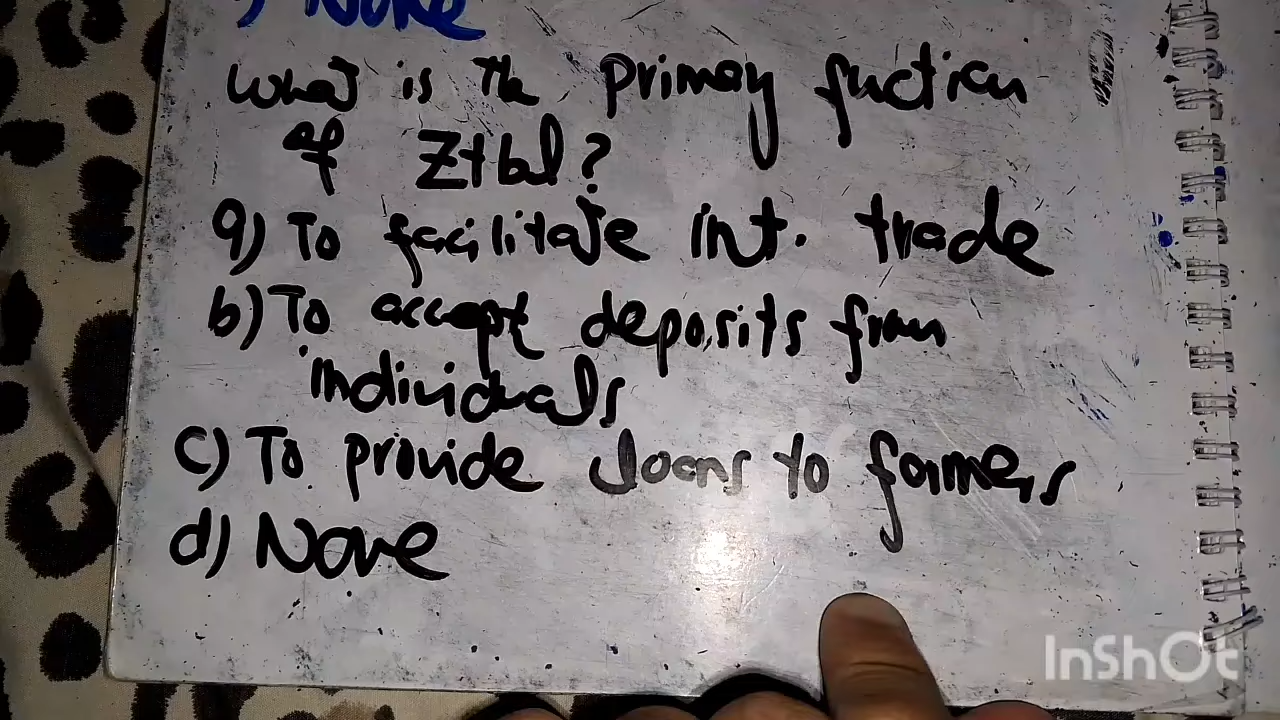 None
What is the primary fuction
of Ztbl?
a) To facilitate int. trade
b) To accept deposits from
individuals
c) To provide loans to farmers
d) None
InShOt